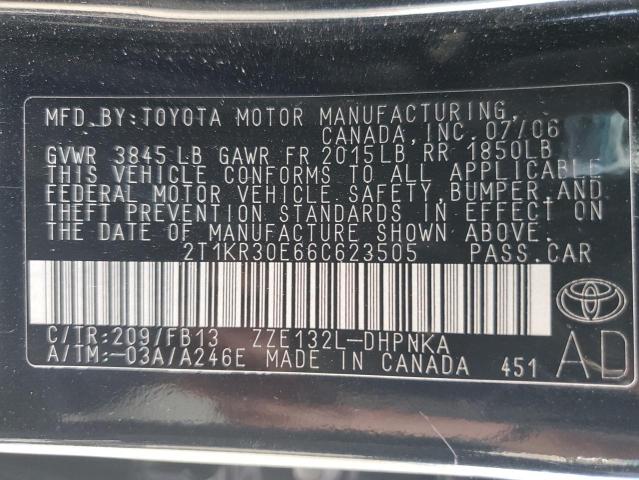 MFD.BY:TOYOTA MOTOR MANUFACTURING,
CANADA, INC. 07/06
GVWR 3845 LB GAWR FR 2015LB, RR 1850LB
THIS VEHICLE CONFORMS TO ALL APPLICABLE
FEDERAL MOTOR VEHICLE SAFETY, BUMPER AND
THEFT PREVENTION STANDARDS IN EFFECT ON
THE DATE OF MANUFACTURE SHOWN ABOVE.
2T1KR30E66C623505 PASS.CAR
C/TR:209/FB13 ZZE132L-DHPNKA
A/TM:-03A/A246E MADE IN CANADA 451
TOYOTA
AD